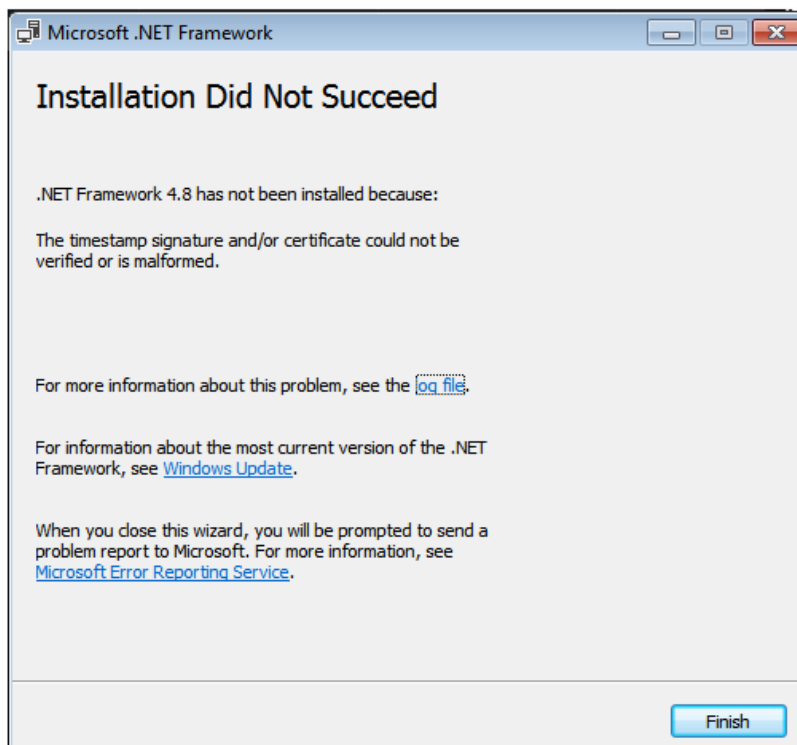 Microsoft .NET Framework
Installation Did Not Succeed
.NET Framework 4.8 has not been installed because:
The timestamp signature and/or certificate could not be
verified or is malformed.
For more information about this problem, see the log file.
For information about the most current version of the .NET
Framework, see Windows Update.
When you close this wizard, you will be prompted to send a
problem report to Microsoft. For more information, see
Microsoft Error Reporting Service.
Finish